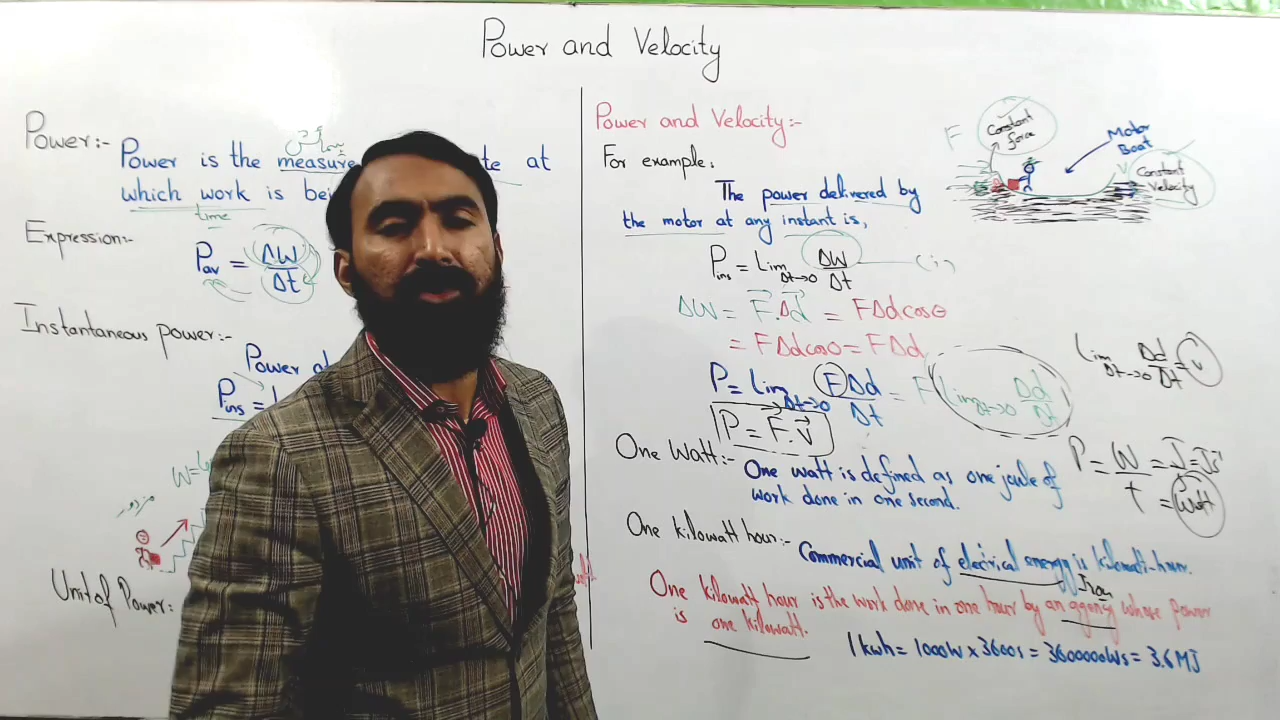 Power and Velocity
Power:-
پیمائش
Power is the measure te at
which work is bei
time
Expression:-
Pav = ΔW/Δt
Instantaneous power:-
Power at
Pins = L
W=
مزدور
Unit of Power:
Power and Velocity:-
For example:
The power delivered by
the motor at any instant is,
Pins = Lim Δt→0 ΔW/Δt (i)
ΔW = F⃗.Δd⃗ = FΔdcosθ
= FΔdcoso = FΔd
P = Lim Δt→0 FΔd/Δt = F Lim Δt→0 Δd/Δt
P = F⃗.V⃗
F
Constant
force
Motor
Boat
V
Constant
Velocity
Lim Δt→0 Δd/Δt = v
One Watt:-
One watt is defined as one joule of
work done in one second.
P = W/t = J/s = Js⁻¹
= Watt
One kilowatt hour:-
Commercial unit of electrical energy is kilowatt-hour.
Iron
One kilowatt hour is the work done in one hour by an agency whose power
is one kilowatt.
1kwh = 1000W x 3600s = 3600000Ws = 3.6MJ